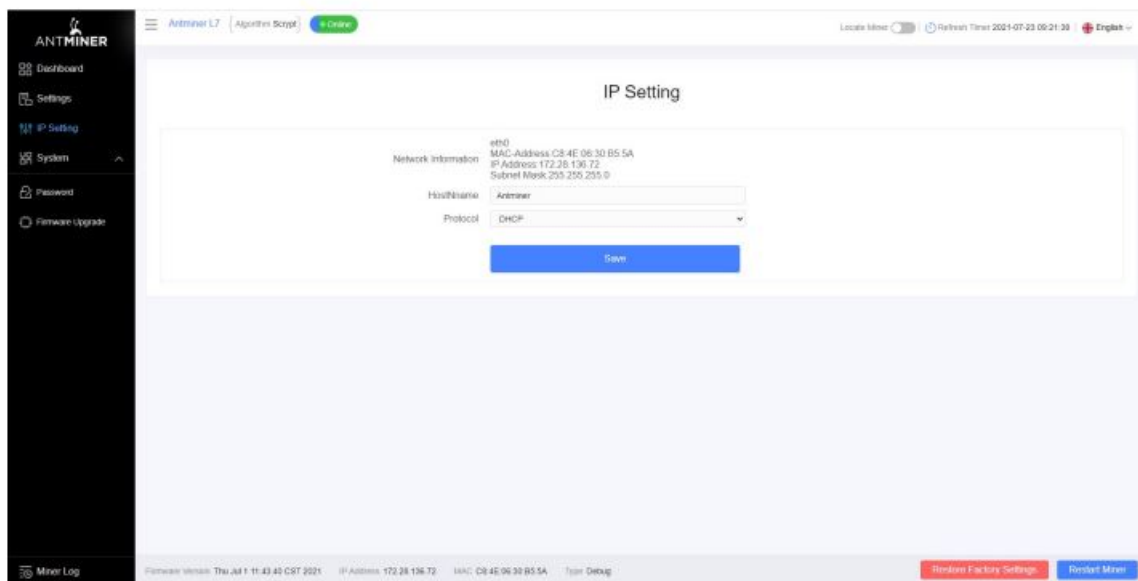 ANTMINER
Dashboard
Settings
IP Setting
System
Password
Firmware Upgrade
Miner Log
Antminer L7 Algorithm Scrypt Online
Locate Miner Refresh Timer 2021-07-23 09:21:39 English
IP Setting
Network Information
eth0
MAC-Address:C8:4E:06:30:B5:5A
IP Address:172.28.136.72
Subnet Mask:255.255.255.0
HostNname Antminer
Protocol DHCP
Save
Firmware Version Thu Jul 1 11:43:40 CST 2021 IP Address 172.28.136.72 MAC C8:4E:06:30:B5:5A Type Debug
Restore Factory Settings Restart Miner